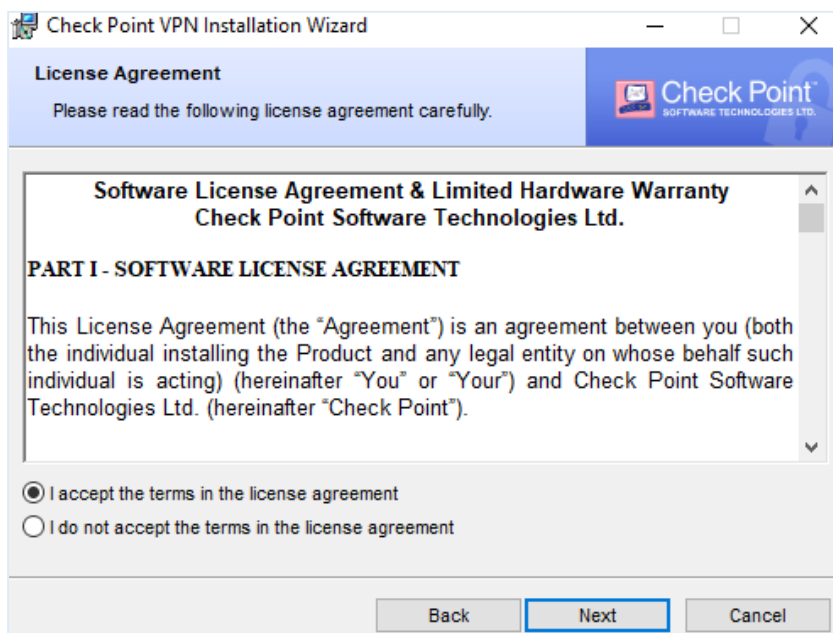 Check Point VPN Installation Wizard
License Agreement
Please read the following license agreement carefully.
Check Point™
SOFTWARE TECHNOLOGIES LTD.
Software License Agreement & Limited Hardware Warranty
Check Point Software Technologies Ltd.
PART I - SOFTWARE LICENSE AGREEMENT
This License Agreement (the “Agreement”) is an agreement between you (both
the individual installing the Product and any legal entity on whose behalf such
individual is acting) (hereinafter “You” or “Your”) and Check Point Software
Technologies Ltd. (hereinafter “Check Point”).
I accept the terms in the license agreement
I do not accept the terms in the license agreement
Back
Next
Cancel